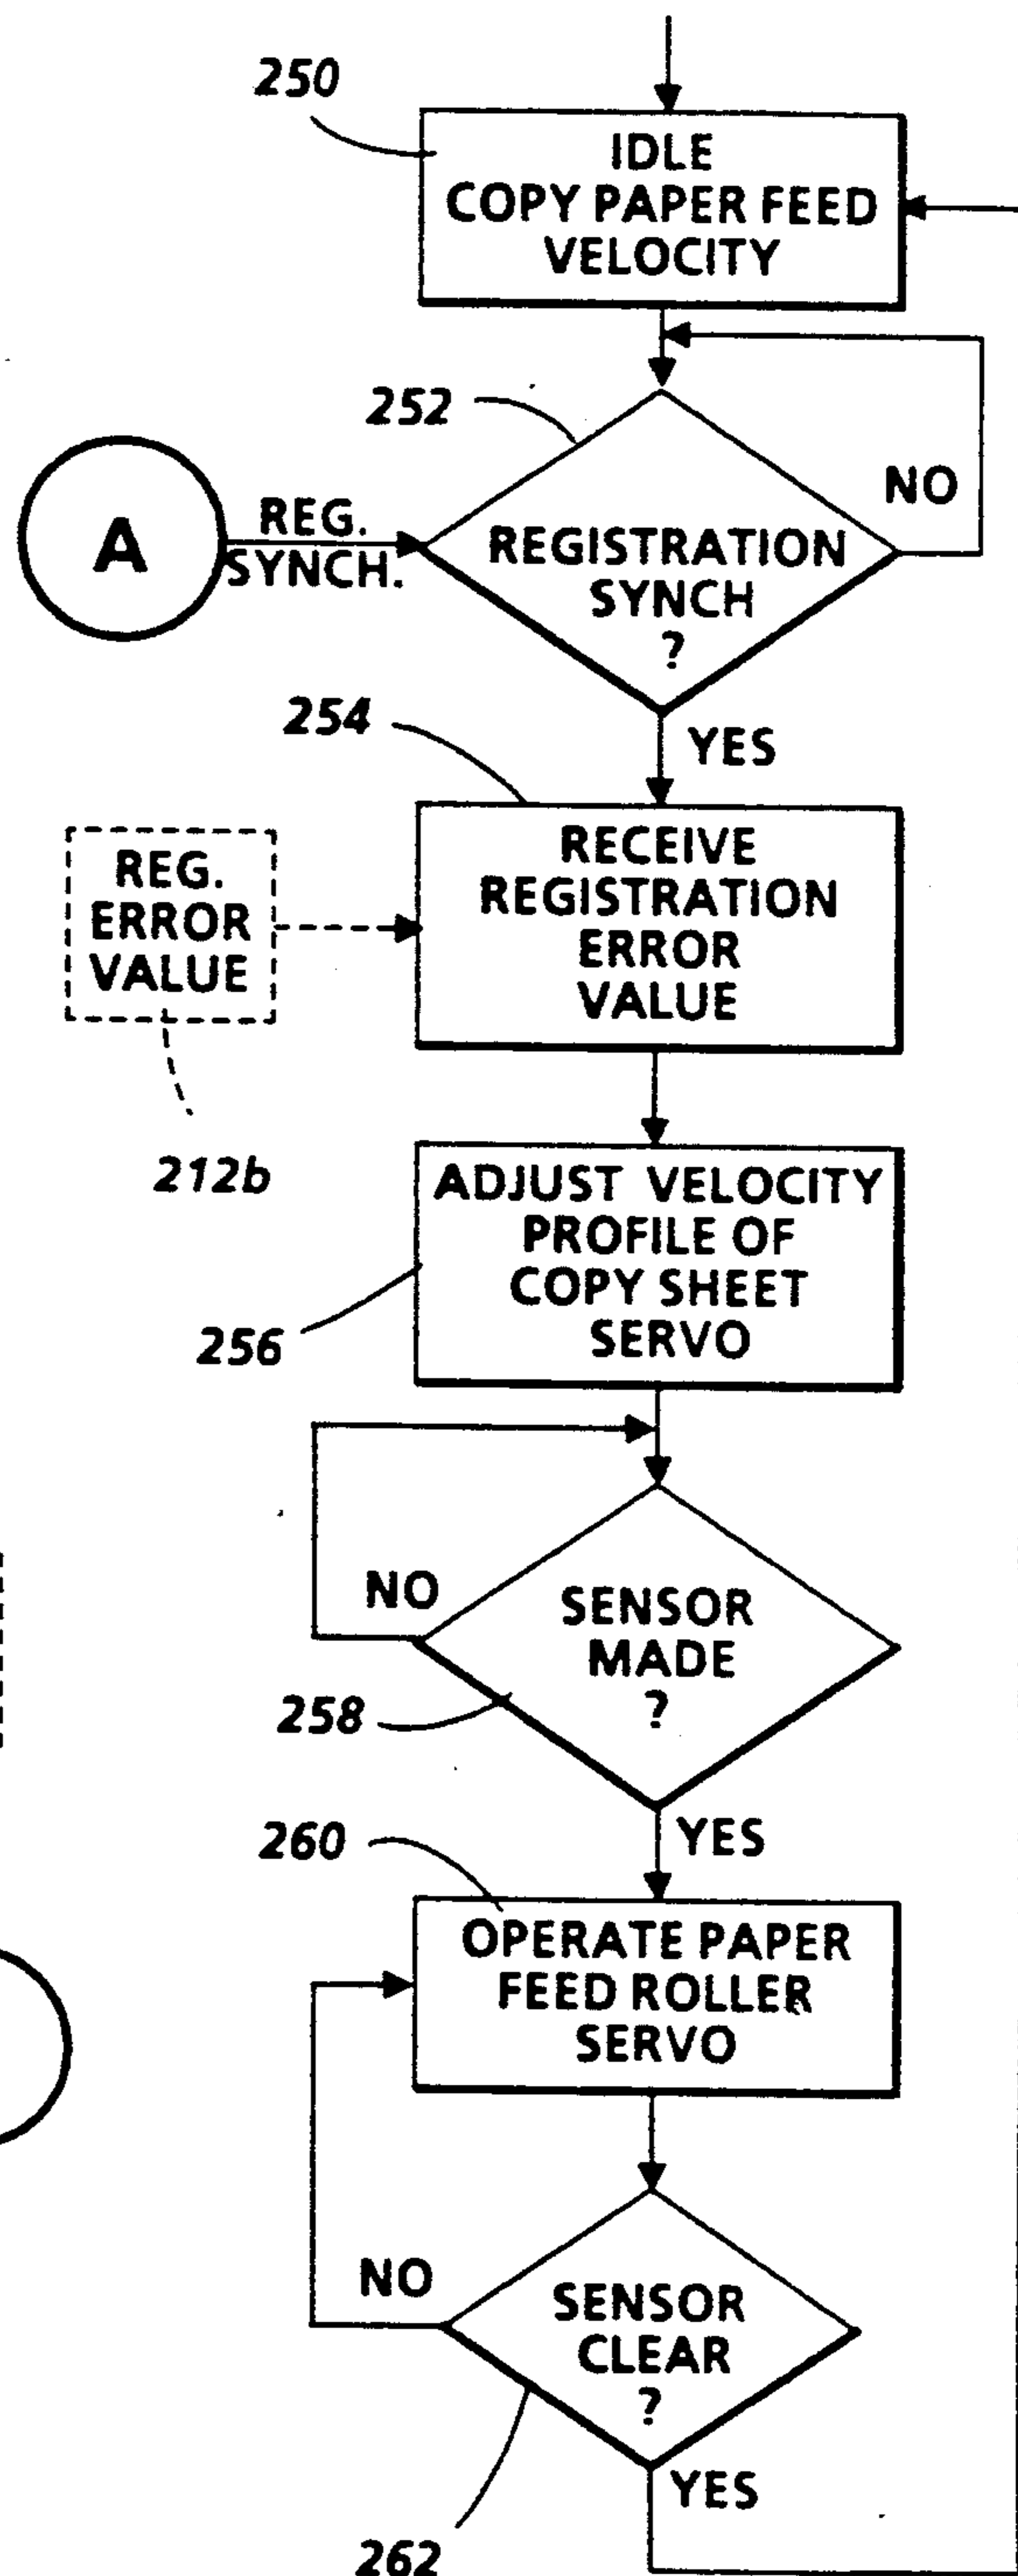 250
IDLE
COPY PAPER FEED
VELOCITY
252
NO
A
REG.
SYNCH.
REGISTRATION
SYNCH
?
254
YES
REG.
ERROR
VALUE
RECEIVE
REGISTRATION
ERROR
VALUE
212b
ADJUST VELOCITY
PROFILE OF
COPY SHEET
SERVO
256
NO
SENSOR
MADE
?
258
YES
260
OPERATE PAPER
FEED ROLLER
SERVO
NO
SENSOR
CLEAR
?
YES
262